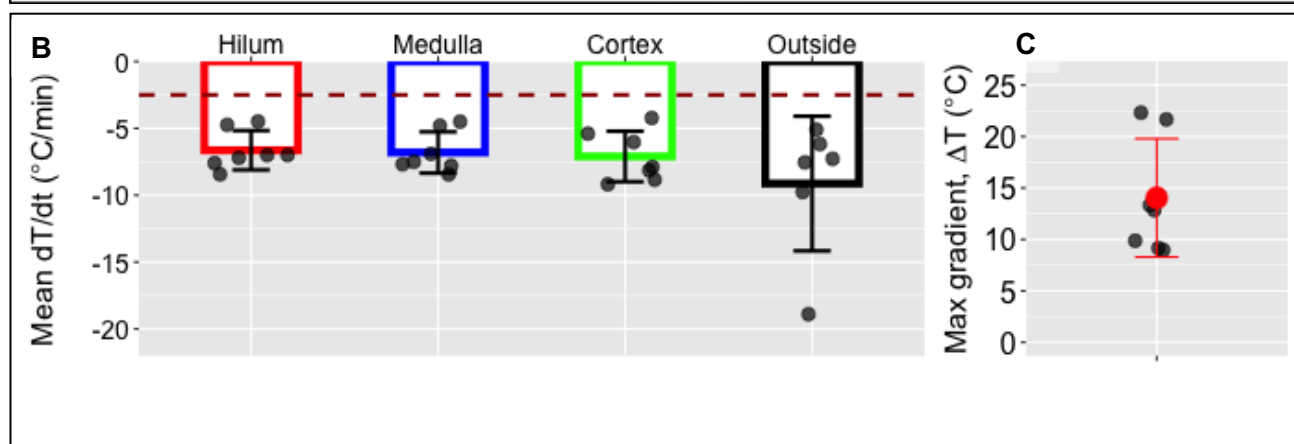 B
Hilum Medulla Cortex Outside
Mean dT/dt (°C/min)
0
-5
-10
-15
-20
C
Max gradient, ΔT (°C)
25
20
15
10
5
0